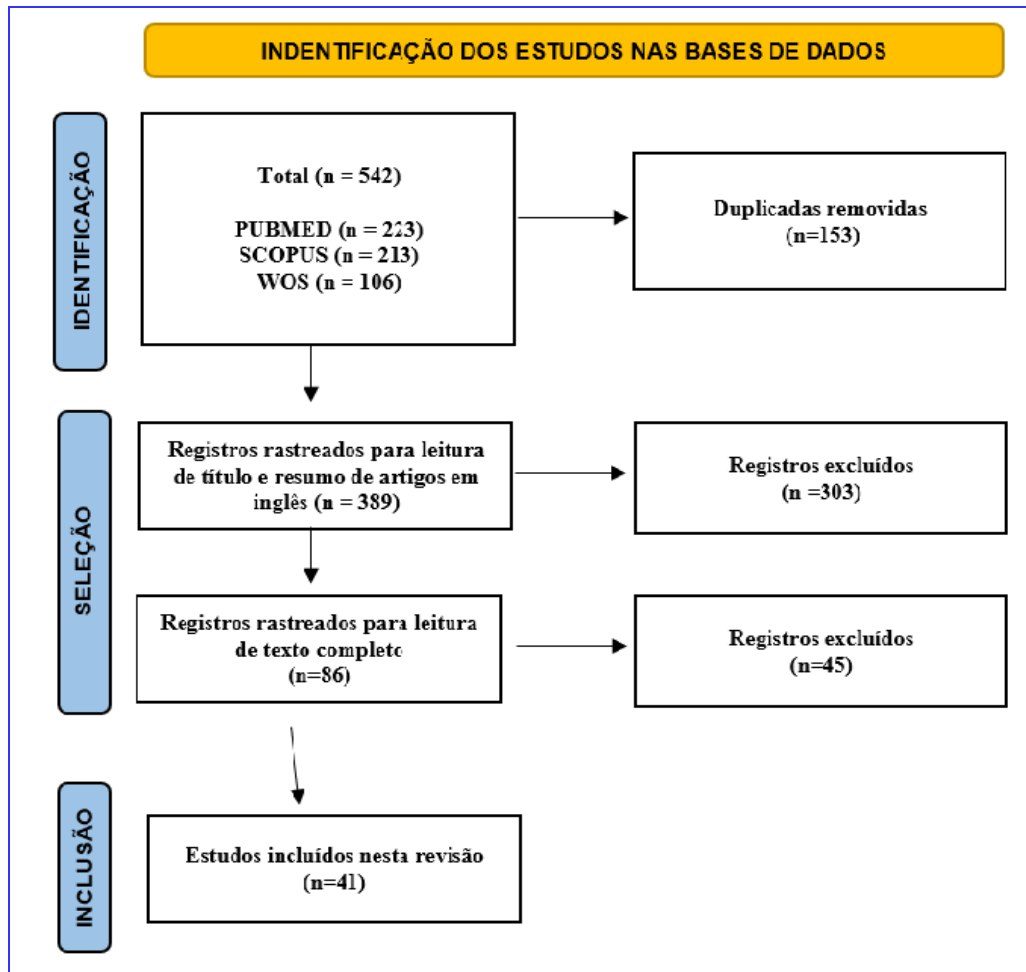 INDENTIFICAÇÃO DOS ESTUDOS NAS BASES DE DADOS
IDENTIFICAÇÃO
Total (n = 542)
PUBMED (n = 223)
SCOPUS (n = 213)
WOS (n = 106)
Duplicadas removidas
(n=153)
SELEÇÃO
Registros rastreados para leitura
de título e resumo de artigos em
inglês (n = 389)
Registros excluídos
(n =303)
Registros rastreados para leitura
de texto completo
(n=86)
Registros excluídos
(n=45)
INCLUSÃO
Estudos incluídos nesta revisão
(n=41)